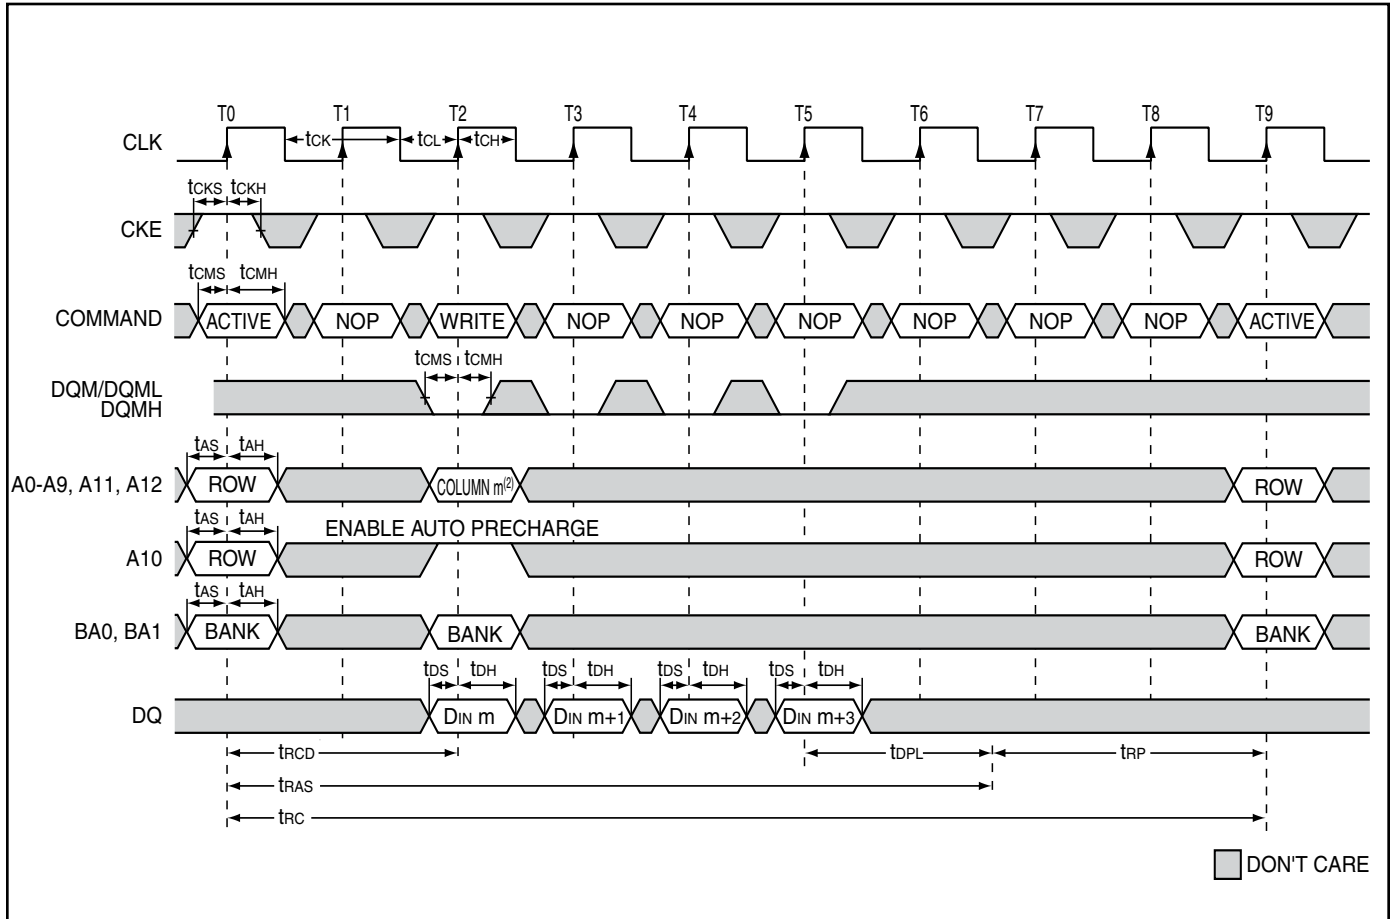 T0 T1 T2 T3 T4 T5 T6 T7 T8 T9
CLK tCK tCL tCH
tCKS tCKH
CKE
tCMS tCMH
COMMAND ACTIVE NOP WRITE NOP NOP NOP NOP NOP NOP ACTIVE
tCMS tCMH
DQM/DQML
DQMH
tAS tAH
A0-A9, A11, A12 ROW COLUMN m(2) ROW
tAS tAH ENABLE AUTO PRECHARGE
A10 ROW ROW
tAS tAH
BA0, BA1 BANK BANK BANK
tDS tDH tDS tDH tDS tDH tDS tDH
DQ DIN m DIN m+1 DIN m+2 DIN m+3
tRCD tDPL tRP
tRAS
tRC
DON'T CARE